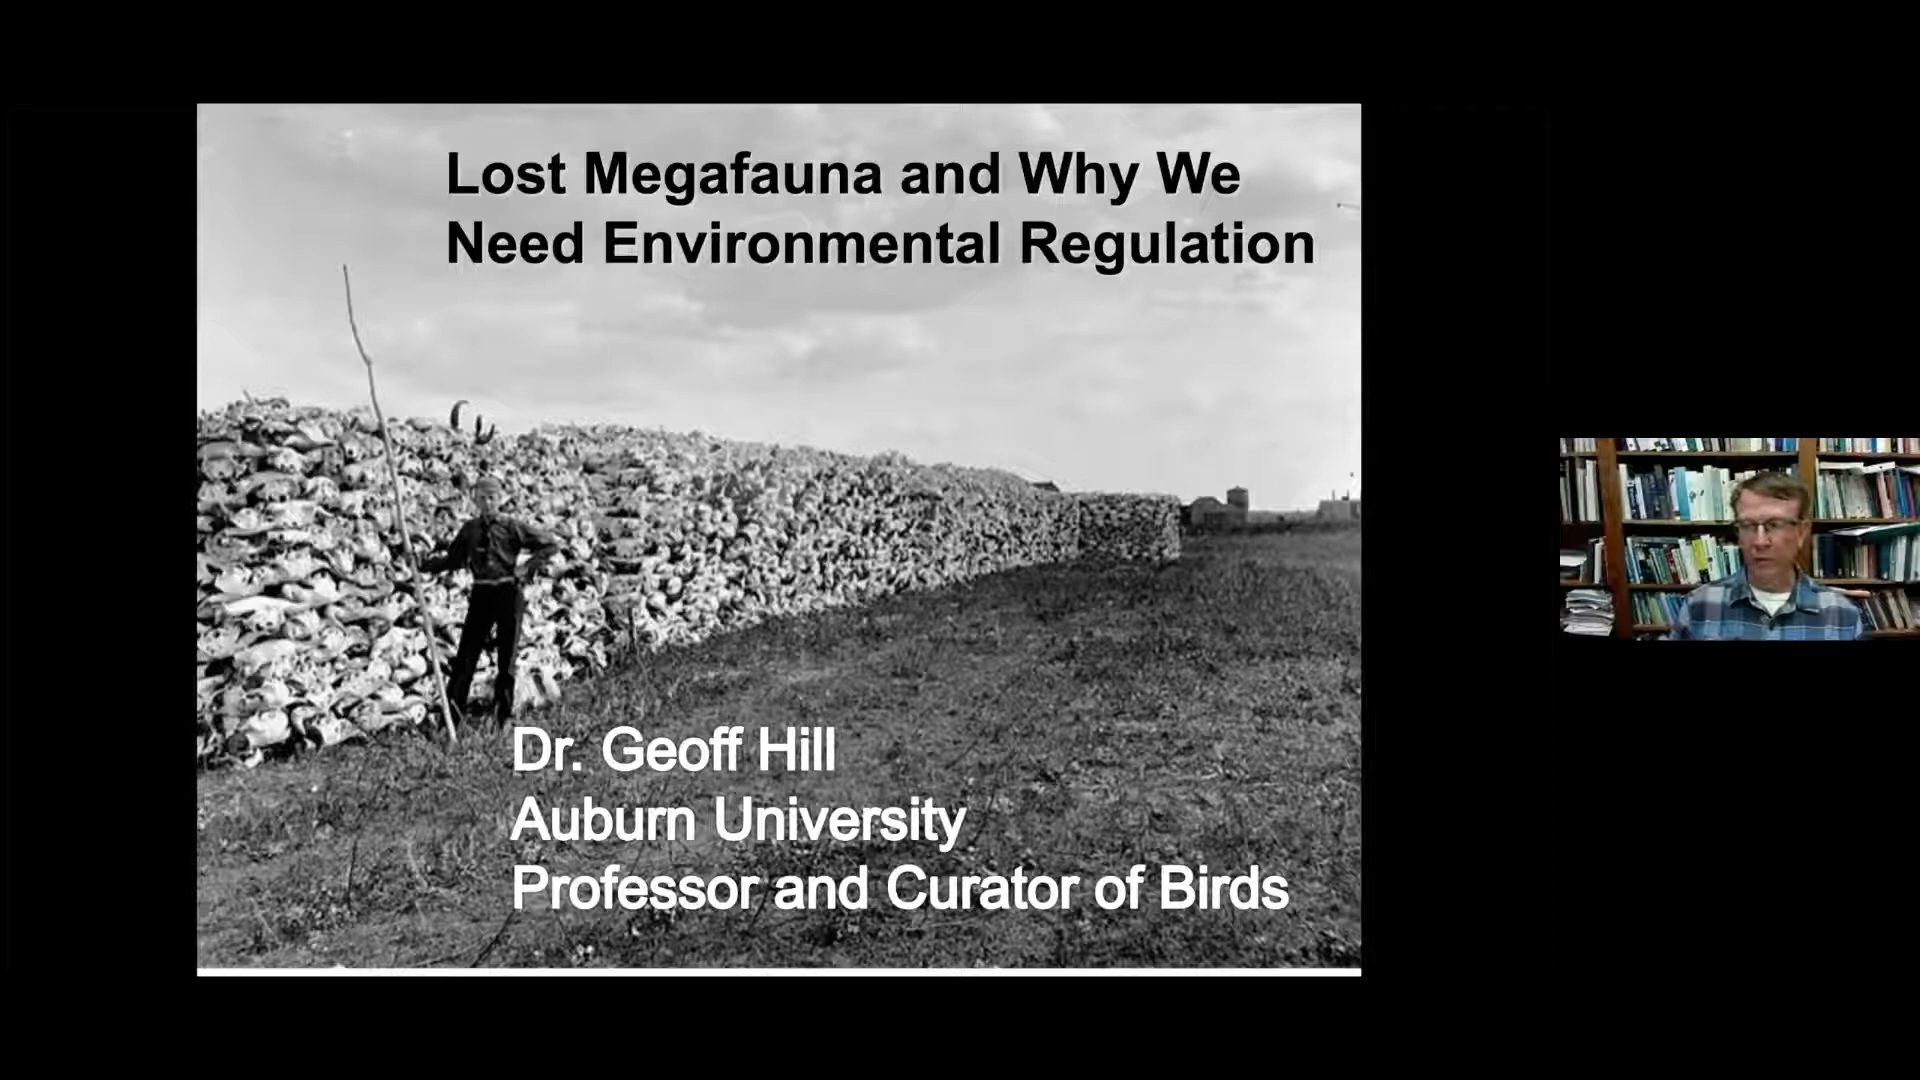 Lost Megafauna and Why We
Need Environmental Regulation
Dr. Geoff Hill
Auburn University
Professor and Curator of Birds